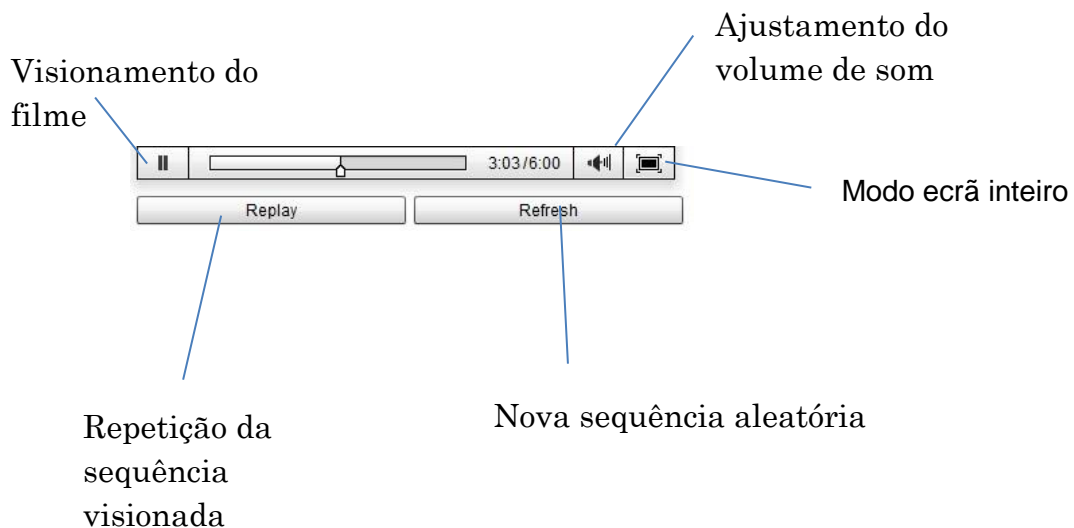 Ajustamento do
volume de som
Visionamento do
filme
3:03/6:00
Modo ecrã inteiro
Replay
Refresh
Nova sequência aleatória
Repetição da
sequência
visionada